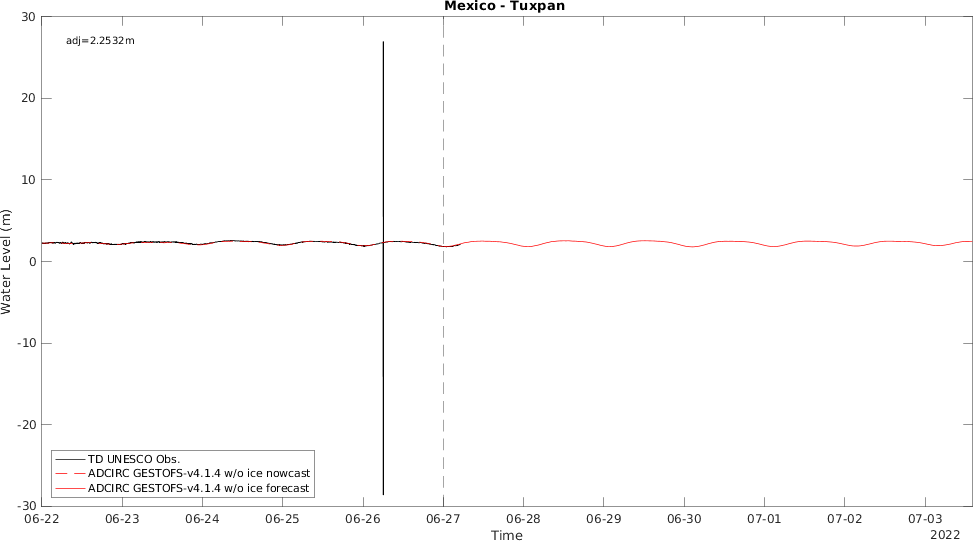 Mexico - Tuxpan
adj=2.2532m
30
20
10
0
-10
-20
-30
Water Level (m)
TD UNESCO Obs.
ADCIRC GESTOFS-v4.1.4 w/o ice nowcast
ADCIRC GESTOFS-v4.1.4 w/o ice forecast
06-22 06-23 06-24 06-25 06-26 06-27 06-28 06-29 06-30 07-01 07-02 07-03
Time
2022